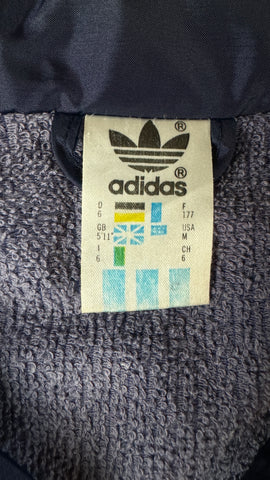 ®
adidas®
D F
6 177
GB USA
5'11" M
I CH
6 6